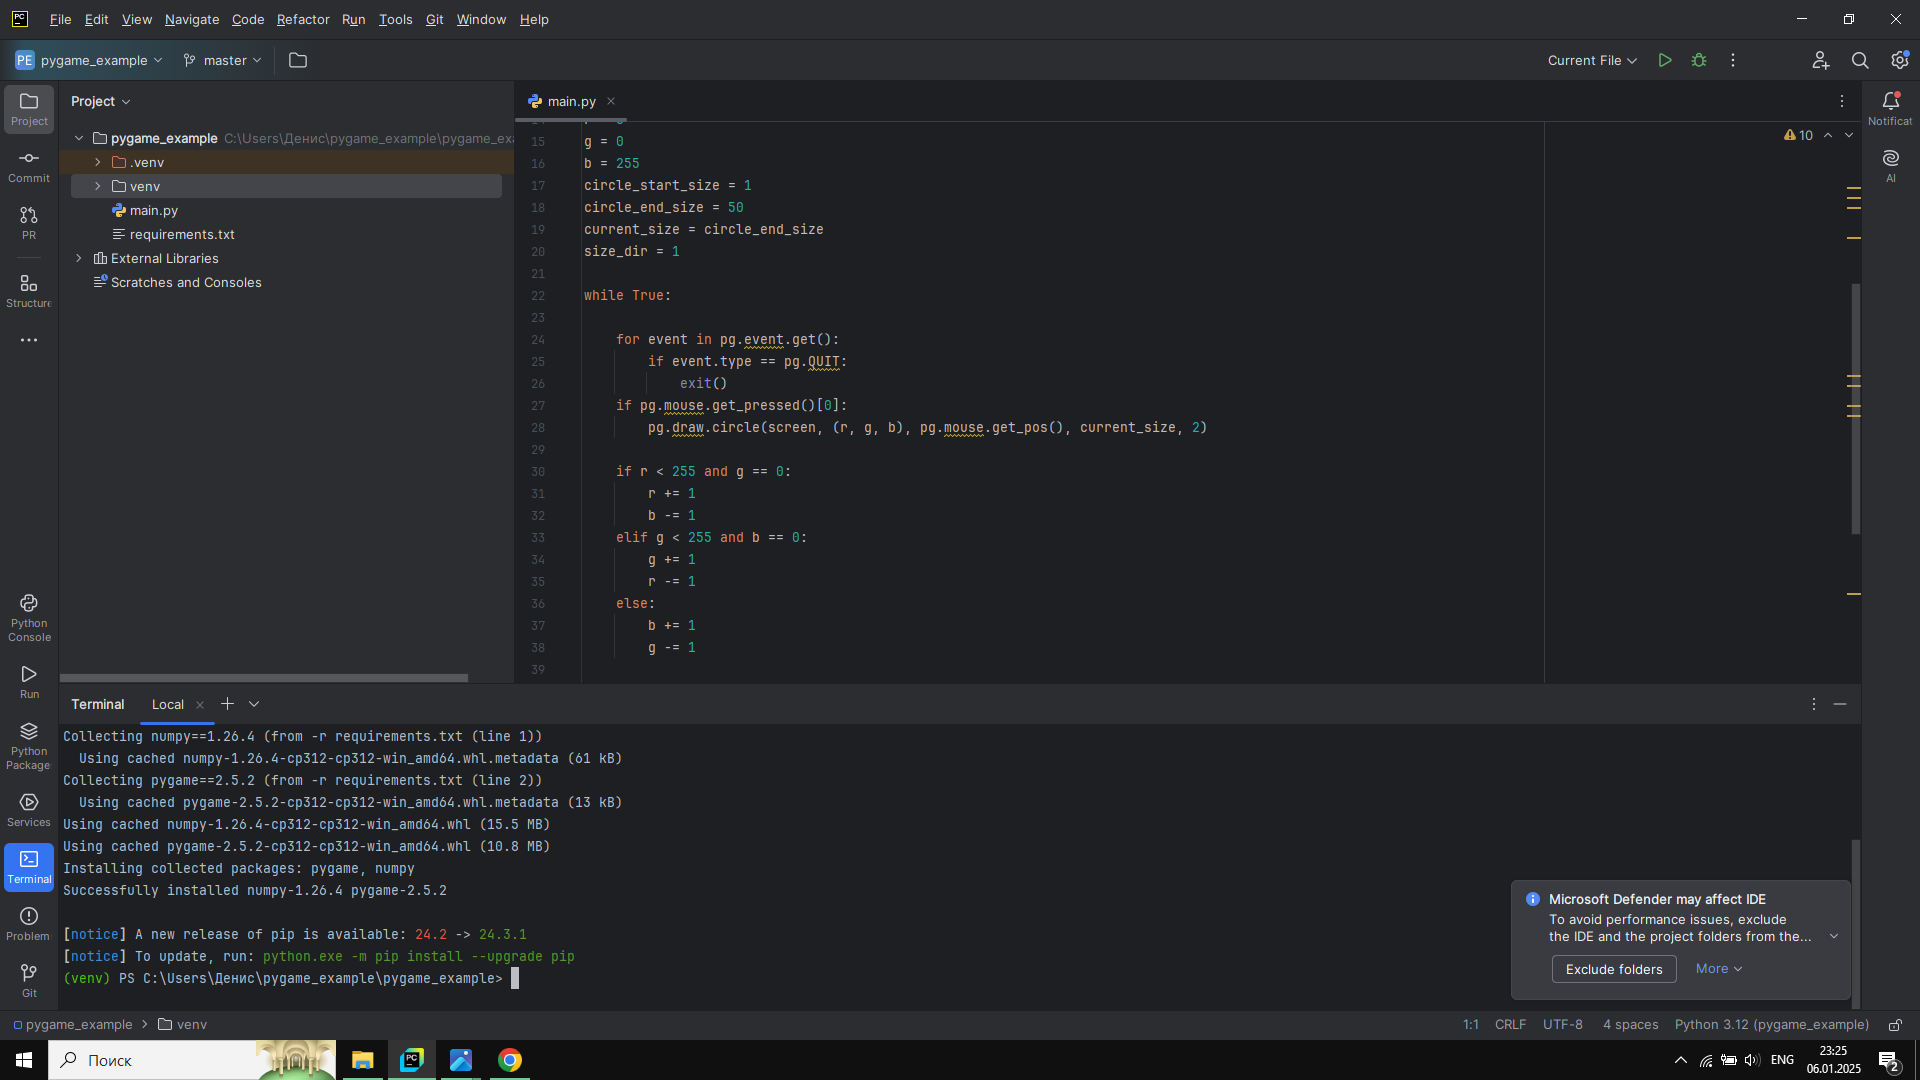 PC
File Edit View Navigate Code Refactor Run Tools Git Window Help
PE pygame_example master Current File
Project
Commit
PR
Structure
Python
Console
Run
Python
Package
Services
Terminal
Problem
Git
Project
pygame_example C:\Users\Денис\pygame_example\pygame_exa
.venv
venv
main.py
requirements.txt
External Libraries
Scratches and Consoles
main.py
10
15 g = 0
16 b = 255
17 circle_start_size = 1
18 circle_end_size = 50
19 current_size = circle_end_size
20 size_dir = 1
21
22 while True:
23
24 for event in pg.event.get():
25 if event.type == pg.QUIT:
26 exit()
27 if pg.mouse.get_pressed()[0]:
28 pg.draw.circle(screen, (r, g, b), pg.mouse.get_pos(), current_size, 2)
29
30 if r < 255 and g == 0:
31 r += 1
32 b -= 1
33 elif g < 255 and b == 0:
34 g += 1
35 r -= 1
36 else:
37 b += 1
38 g -= 1
39
Notificat
AI
Terminal Local
Collecting numpy==1.26.4 (from -r requirements.txt (line 1))
Using cached numpy-1.26.4-cp312-cp312-win_amd64.whl.metadata (61 kB)
Collecting pygame==2.5.2 (from -r requirements.txt (line 2))
Using cached pygame-2.5.2-cp312-cp312-win_amd64.whl.metadata (13 kB)
Using cached numpy-1.26.4-cp312-cp312-win_amd64.whl (15.5 MB)
Using cached pygame-2.5.2-cp312-cp312-win_amd64.whl (10.8 MB)
Installing collected packages: pygame, numpy
Successfully installed numpy-1.26.4 pygame-2.5.2
[notice] A new release of pip is available: 24.2 -> 24.3.1
[notice] To update, run: python.exe -m pip install --upgrade pip
(venv) PS C:\Users\Денис\pygame_example\pygame_example>
Microsoft Defender may affect IDE
To avoid performance issues, exclude
the IDE and the project folders from the...
Exclude folders More
pygame_example > venv 1:1 CRLF UTF-8 4 spaces Python 3.12 (pygame_example)
Поиск
PC
ENG
23:25
06.01.2025
2